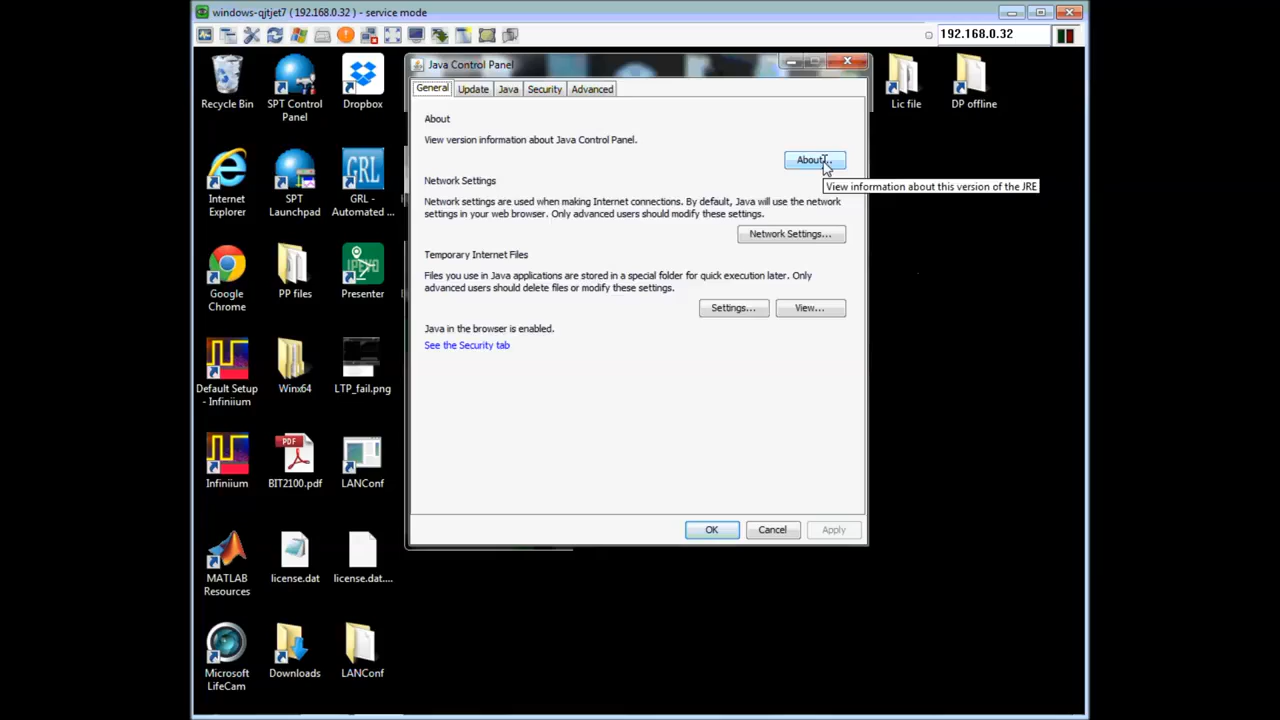 windows-qjtjet7 ( 192.168.0.32 ) - service mode
192.168.0.32
Recycle Bin
SPT Control
Panel
Dropbox
Lic file
DP offline
Internet
Explorer
SPT
Launchpad
GRL -
Automated ...
Google
Chrome
PP files
Presenter
Default Setup
- Infiniium
Winx64
LTP_fail.png
Infiniium
PDF
BIT2100.pdf
LANConf
MATLAB
Resources
license.dat
license.dat....
Microsoft
LifeCam
Downloads
LANConf
Java Control Panel
General
Update
Java
Security
Advanced
About
View version information about Java Control Panel.
About...
View information about this version of the JRE
Network Settings
Network settings are used when making Internet connections. By default, Java will use the network
settings in your web browser. Only advanced users should modify these settings.
Network Settings...
Temporary Internet Files
Files you use in Java applications are stored in a special folder for quick execution later. Only
advanced users should delete files or modify these settings.
Settings...
View...
Java in the browser is enabled.
See the Security tab
OK
Cancel
Apply